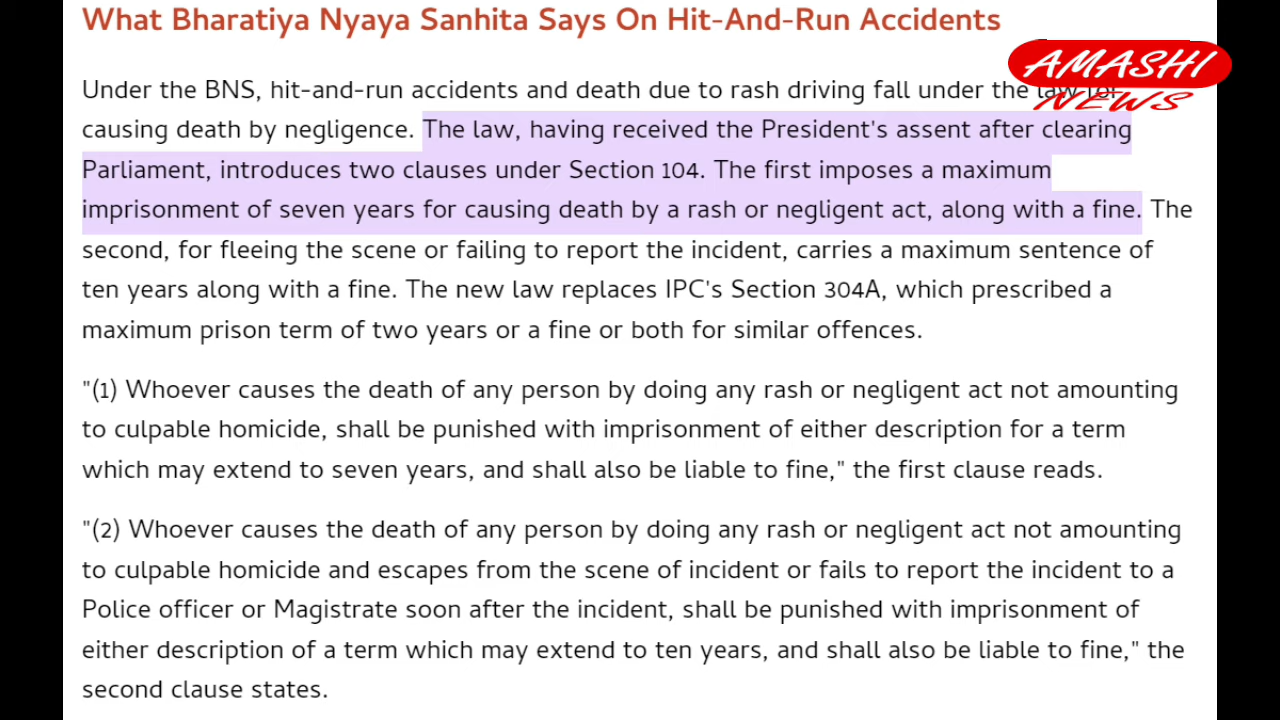 What Bharatiya Nyaya Sanhita Says On Hit-And-Run Accidents
AMASHI
NEWS
Under the BNS, hit-and-run accidents and death due to rash driving fall under the law for
causing death by negligence. The law, having received the President's assent after clearing
Parliament, introduces two clauses under Section 104. The first imposes a maximum
imprisonment of seven years for causing death by a rash or negligent act, along with a fine. The
second, for fleeing the scene or failing to report the incident, carries a maximum sentence of
ten years along with a fine. The new law replaces IPC's Section 304A, which prescribed a
maximum prison term of two years or a fine or both for similar offences.
"(1) Whoever causes the death of any person by doing any rash or negligent act not amounting
to culpable homicide, shall be punished with imprisonment of either description for a term
which may extend to seven years, and shall also be liable to fine," the first clause reads.
"(2) Whoever causes the death of any person by doing any rash or negligent act not amounting
to culpable homicide and escapes from the scene of incident or fails to report the incident to a
Police officer or Magistrate soon after the incident, shall be punished with imprisonment of
either description of a term which may extend to ten years, and shall also be liable to fine," the
second clause states.